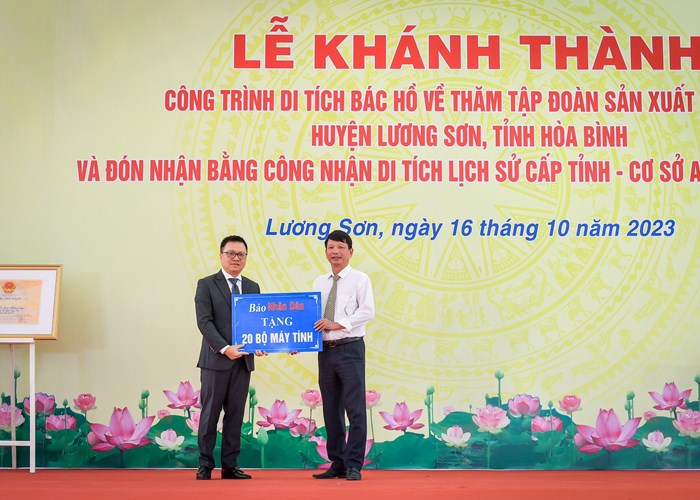 LỄ KHÁNH THÀNH
CÔNG TRÌNH DI TÍCH BÁC HỒ VỀ THĂM TẬP ĐOÀN SẢN XUẤT
HUYỆN LƯƠNG SƠN, TỈNH HÒA BÌNH
VÀ ĐÓN NHẬN BẰNG CÔNG NHẬN DI TÍCH LỊCH SỬ CẤP TỈNH - CƠ SỞ A
Lương Sơn, ngày 16 tháng 10 năm 2023
Báo Nhân Dân
TẶNG
20 BỘ MÁY TÍNH